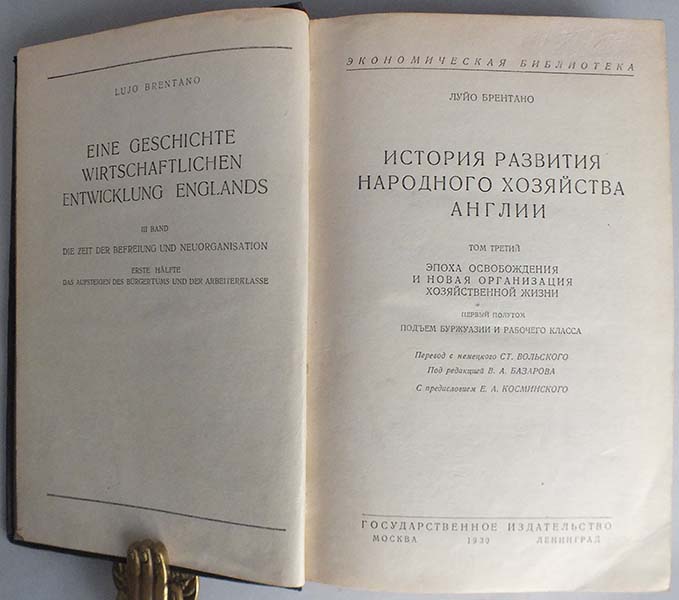 LUJO BRENTANO
EINE GESCHICHTE
WIRTSCHAFTLICHEN
ENTWICKLUNG ENGLANDS
III BAND
DIE ZEIT DER BEFREIUNG UND NEUORGANISATION
ERSTE HÄLFTE
DAS AUFSTEIGEN DES BÜRGERTUMS UND DER ARBEITERKLASSE
ЭКОНОМИЧЕСКАЯ БИБЛИОТЕКА
ЛУЙО БРЕНТАНО
ИСТОРИЯ РАЗВИТИЯ
НАРОДНОГО ХОЗЯЙСТВА
АНГЛИИ
ТОМ ТРЕТИЙ
ЭПОХА ОСВОБОЖДЕНИЯ
И НОВАЯ ОРГАНИЗАЦИЯ
ХОЗЯЙСТВЕННОЙ ЖИЗНИ
ПЕРВЫЙ ПОЛУТОМ
ПОДЪЕМ БУРЖУАЗИИ И РАБОЧЕГО КЛАССА
Перевод с немецкого СТ. ВОЛЬСКОГО
Под редакцией В. А. БАЗАРОВА
С предисловием Е. А. КОСМИНСКОГО
ГОСУДАРСТВЕННОЕ ИЗДАТЕЛЬСТВО
МОСКВА 1930 ЛЕНИНГРАД